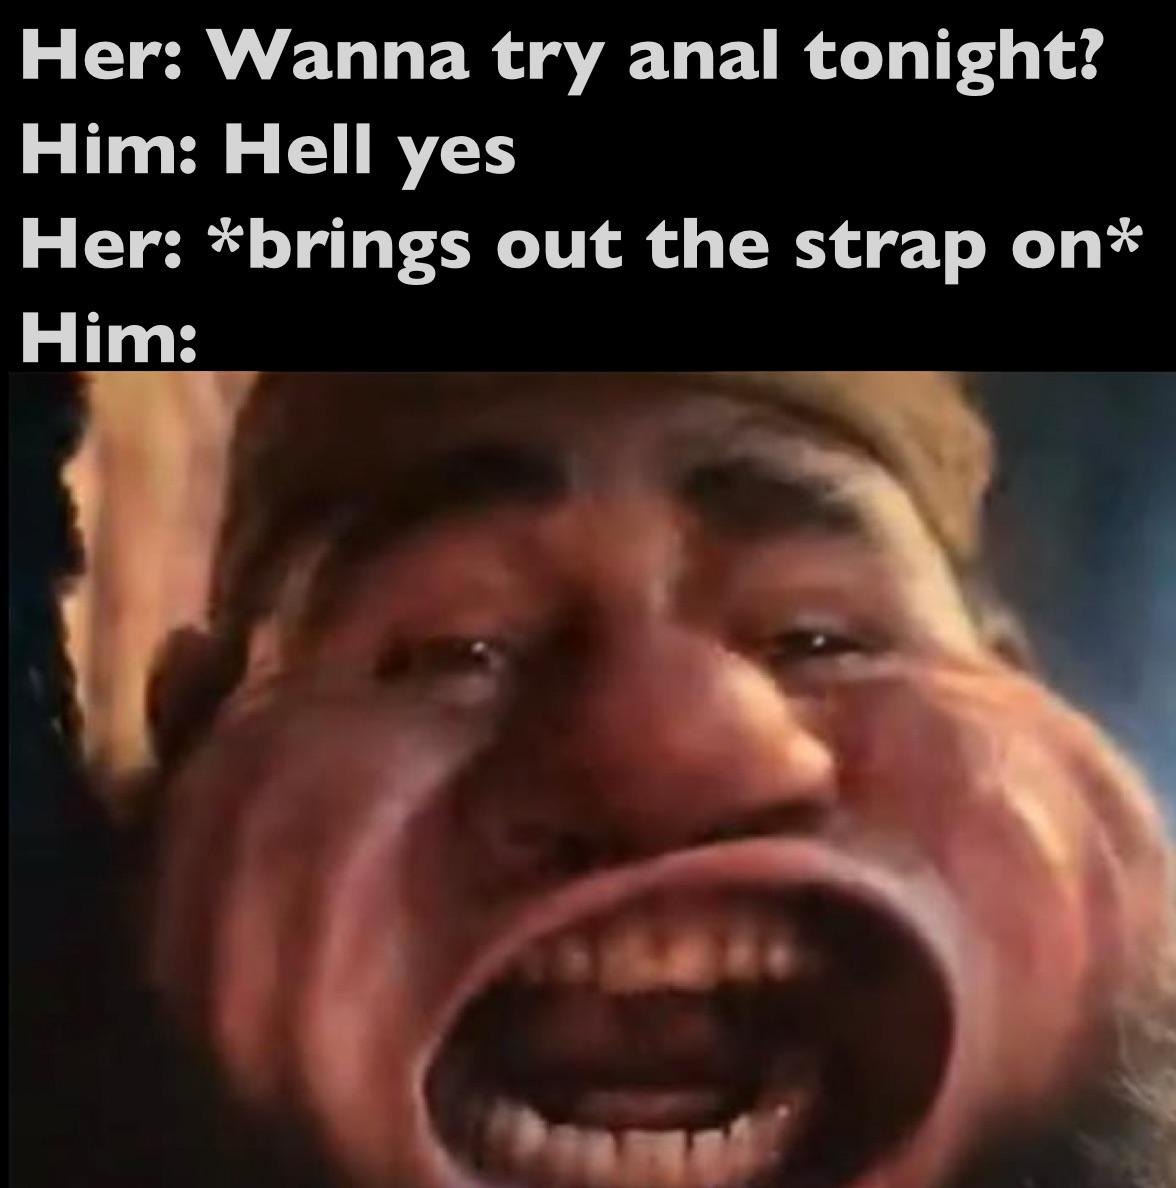 Her: Wanna try anal tonight?
Him: Hell yes
Her: *brings out the strap on*
Him: